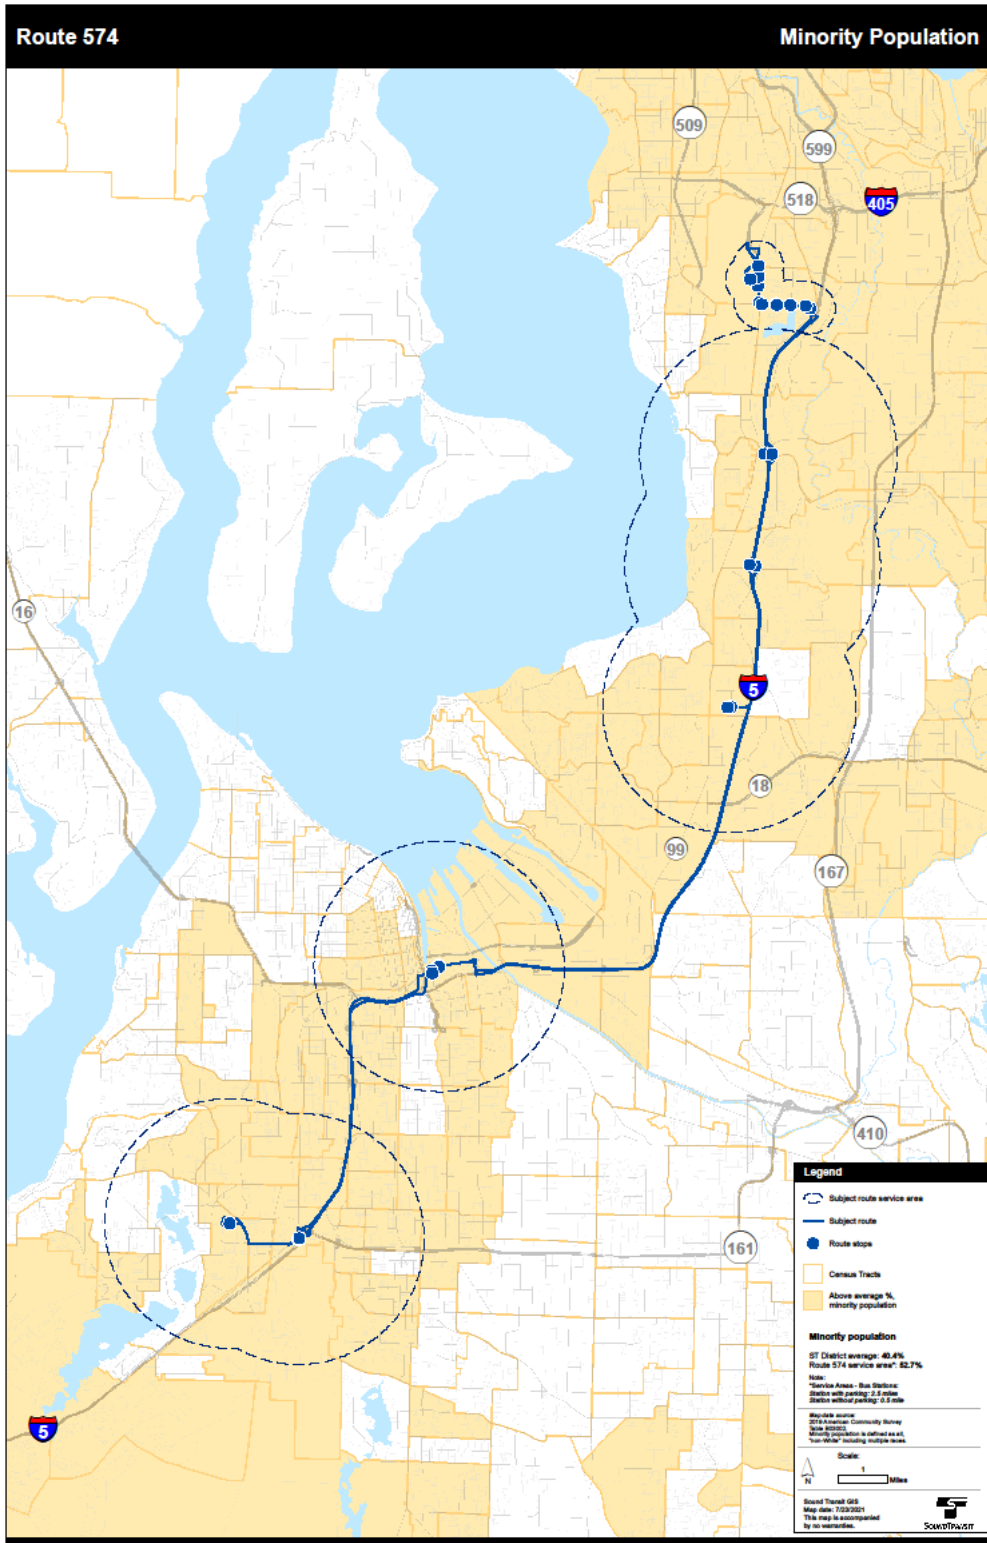 Route 574
Minority Population
509
599
518
405
16
5
18
99
167
410
161
5
Legend
Subject route service area
Subject route
Route stops
Census Tracts
Above average %,
minority population
Minority population
ST District average: 40.4%
Route 574 service area*: 52.7%
Note:
*Service Areas - Bus Stations:
Station with parking: 2.5 miles
Station without parking: 0.5 mile
Map data source:
2019 American Community Survey
Table B03002.
Minority population is defined as all,
"non-White" including multiple races.
Scale:
1
Miles
N
Sound Transit GIS
Map date: 7/23/2021
This map is accompanied
by no warranties.
SOUNDTRANSIT